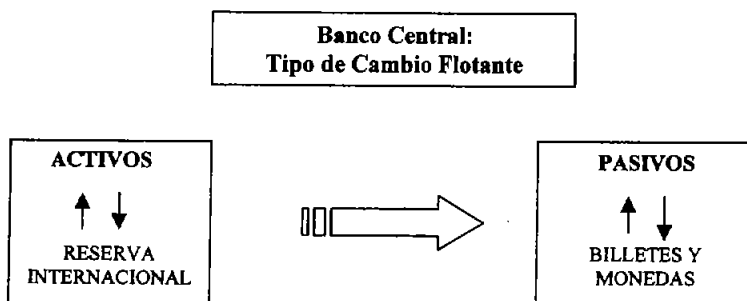 Banco Central:
Tipo de Cambio Flotante
ACTIVOS
RESERVA
INTERNACIONAL
PASIVOS
BILLETES Y
MONEDAS